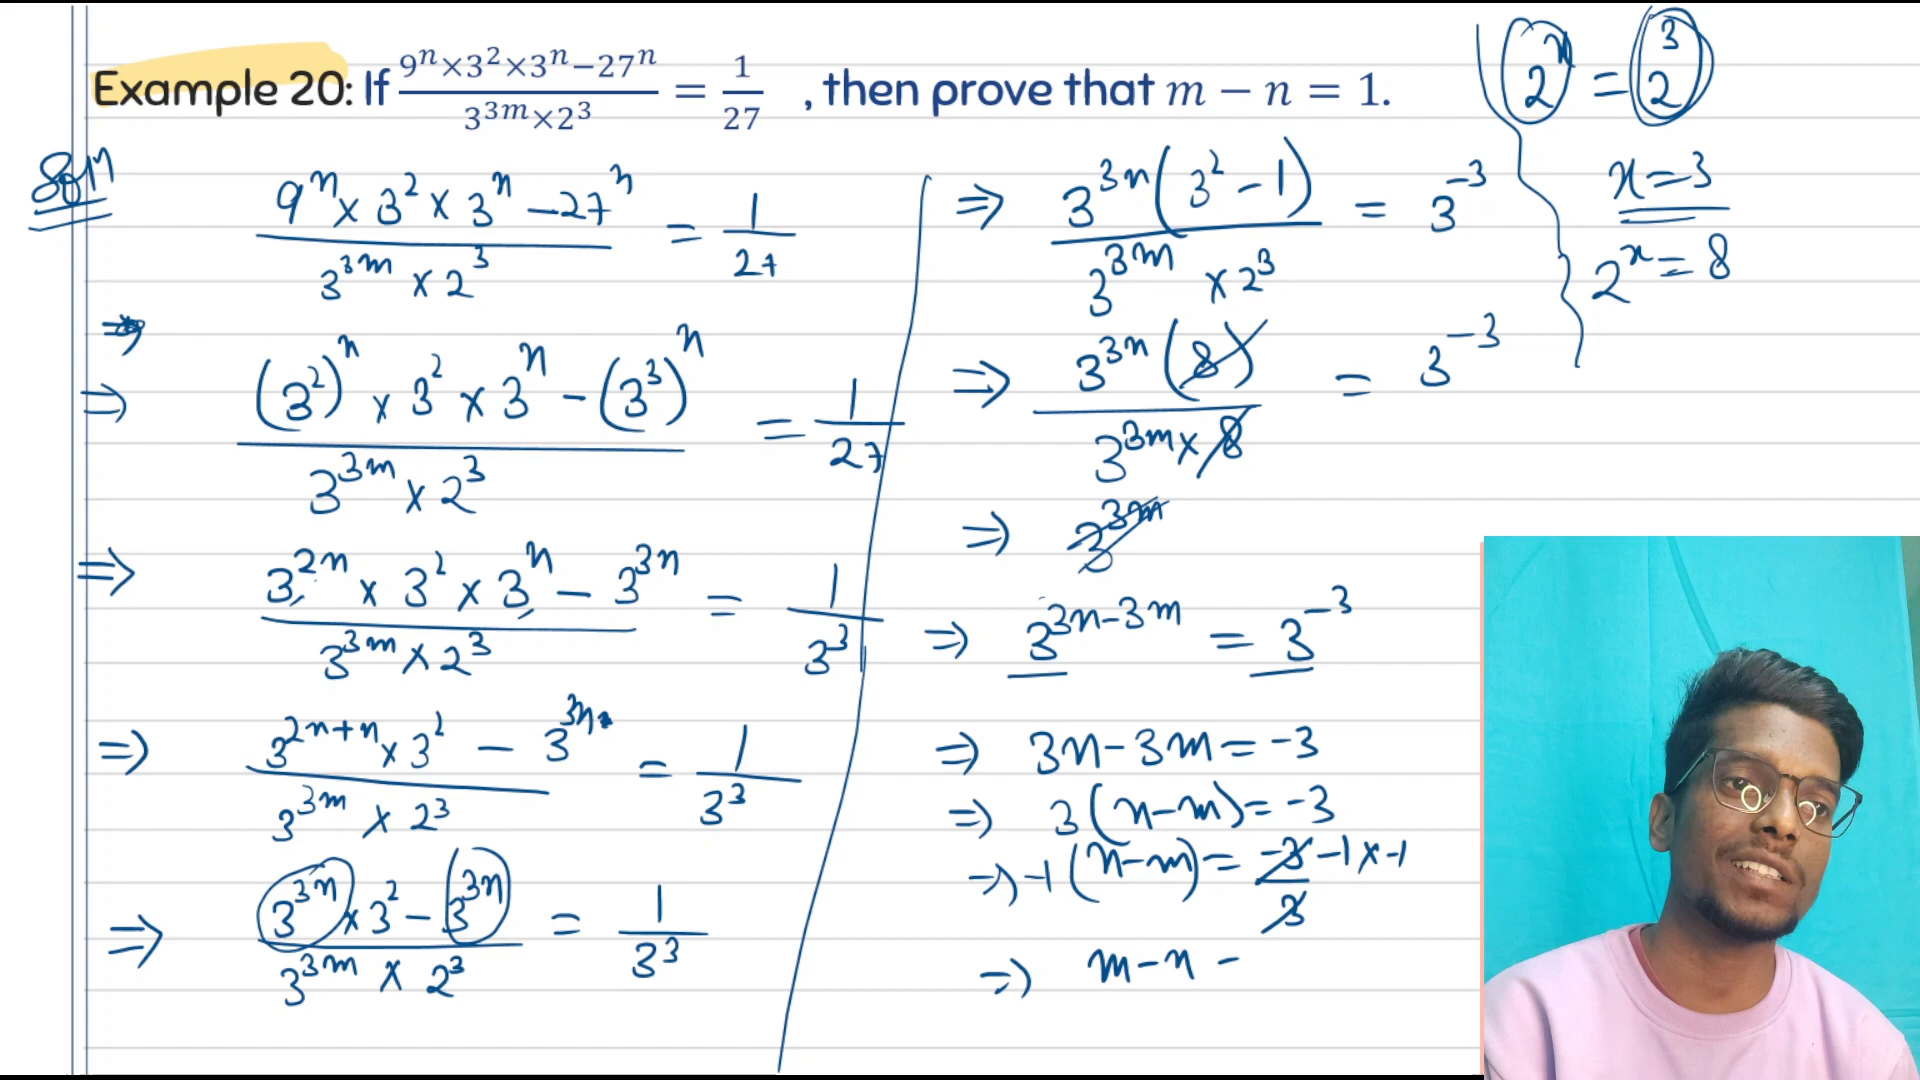 Example 20: If (9ⁿ×3²×3ⁿ−27ⁿ)/(3³ᵐ×2³) = 1/27 , then prove that m − n = 1.
Solⁿ
(9ⁿ × 3² × 3ⁿ − 27ⁿ)/(3³ᵐ × 2³) = 1/27
⇒
⇒ ((3²)ⁿ × 3² × 3ⁿ − (3³)ⁿ)/(3³ᵐ × 2³) = 1/27
⇒ (3²ⁿ × 3² × 3ⁿ − 3³ⁿ)/(3³ᵐ × 2³) = 1/3³
⇒ (3²ⁿ⁺ⁿ × 3² − 3³ⁿ)/(3³ᵐ × 2³) = 1/3³
⇒ (3³ⁿ × 3² − 3³ⁿ)/(3³ᵐ × 2³) = 1/3³
⇒ 3³ⁿ(3² − 1)/(3³ᵐ × 2³) = 3⁻³
⇒ 3³ⁿ(8)/(3³ᵐ × 8) = 3⁻³
⇒ 3³ᵐ
⇒ 3^(3n−3m) = 3⁻³
⇒ 3n − 3m = −3
⇒ 3(n − m) = −3
⇒ −1(n − m) = −3/3 −1 × −1
⇒ m − n −
2ˣ = 2³
x = 3
2ˣ = 8